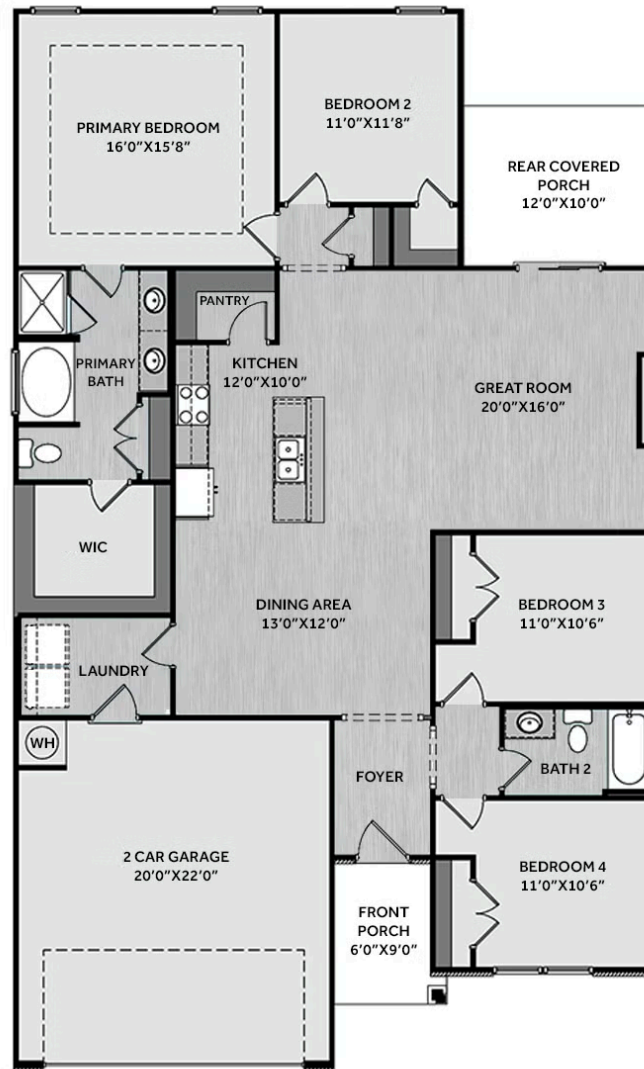 PRIMARY BEDROOM
16'0"X15'8"
BEDROOM 2
11'0"X11'8"
REAR COVERED
PORCH
12'0"X10'0"
PANTRY
PRIMARY
BATH
KITCHEN
12'0"X10'0"
GREAT ROOM
20'0"X16'0"
WIC
DINING AREA
13'0"X12'0"
BEDROOM 3
11'0"X10'6"
LAUNDRY
WH
FOYER
BATH 2
2 CAR GARAGE
20'0"X22'0"
BEDROOM 4
11'0"X10'6"
FRONT
PORCH
6'0"X9'0"